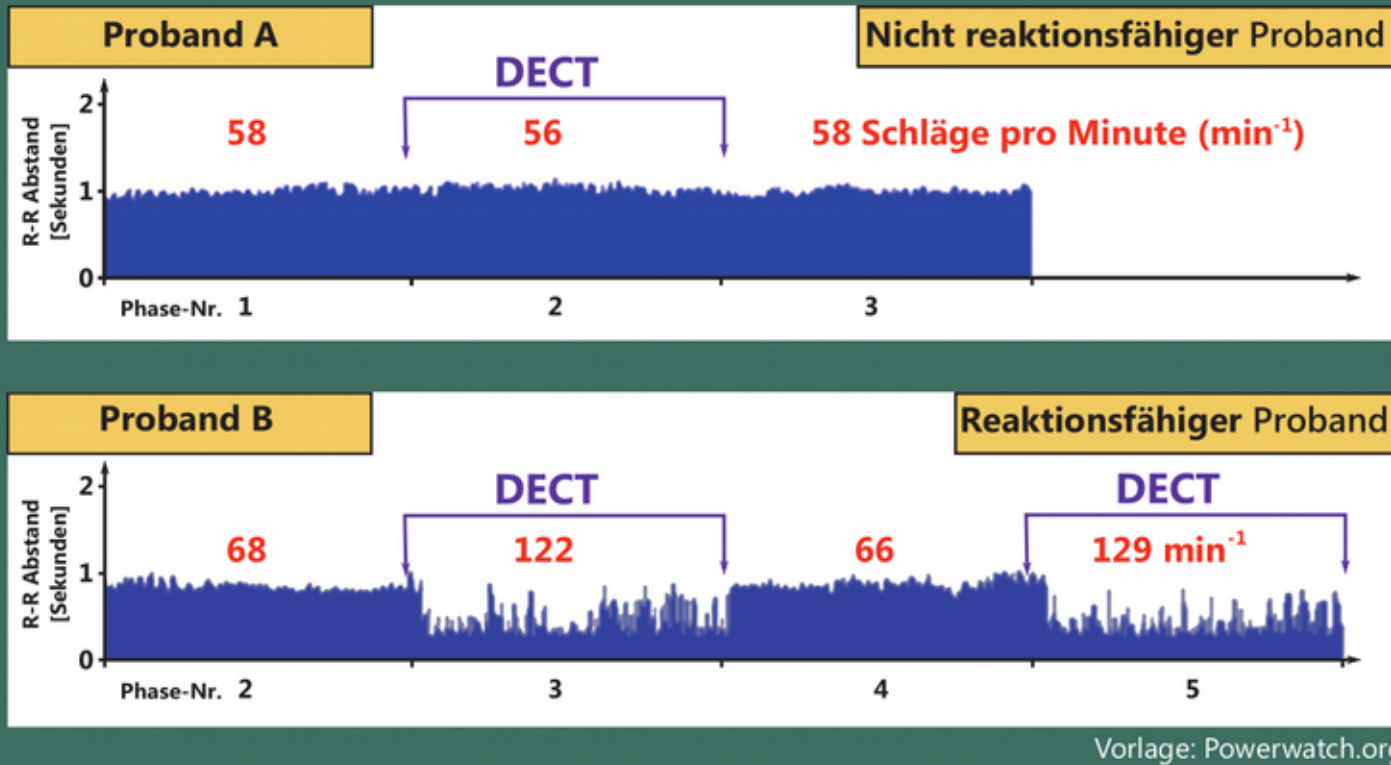 Proband A
Nicht reaktionsfähiger Proband
DECT
R-R Abstand
[Sekunden]
2
1
0
58
56
58 Schläge pro Minute (min⁻¹)
Phase-Nr. 1 2 3
Proband B
Reaktionsfähiger Proband
DECT
DECT
R-R Abstand
[Sekunden]
2
1
0
68
122
66
129 min⁻¹
Phase-Nr. 2 3 4 5
Vorlage: Powerwatch.org